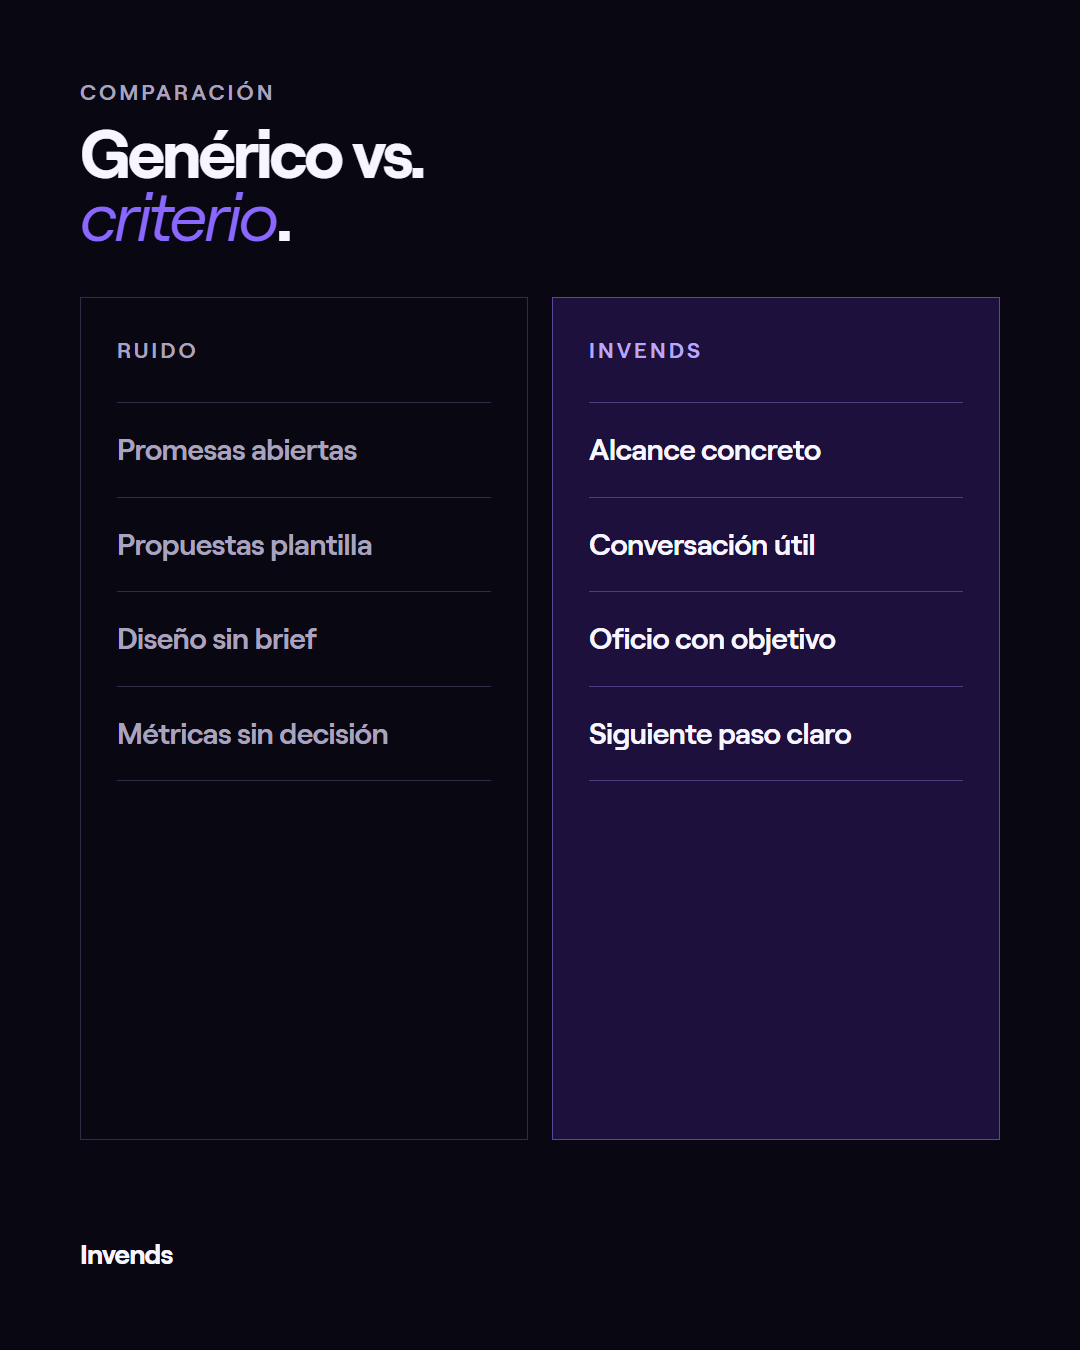 COMPARACIÓN
Genérico vs.
criterio.
RUIDO
Promesas abiertas
Propuestas plantilla
Diseño sin brief
Métricas sin decisión
INVENDS
Alcance concreto
Conversación útil
Oficio con objetivo
Siguiente paso claro
Invends